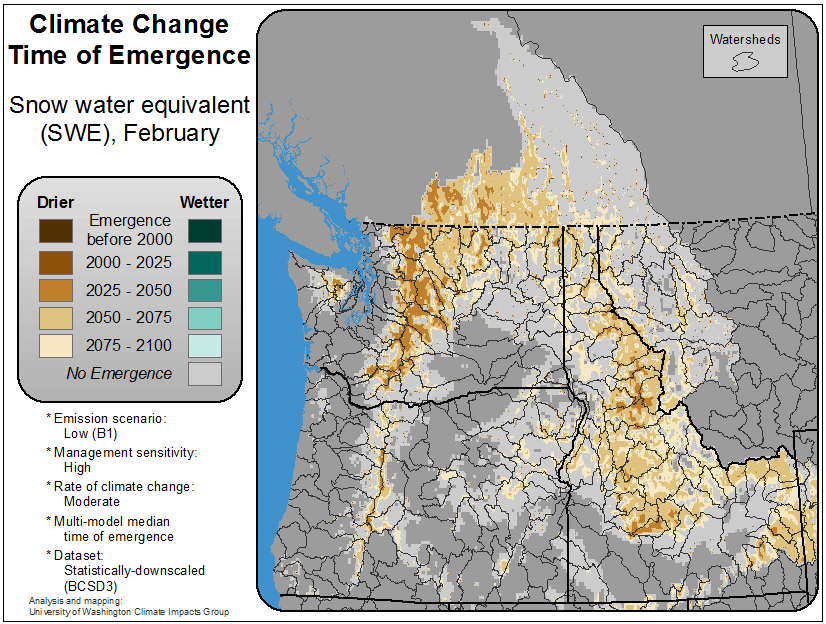 Climate Change
Time of Emergence
Snow water equivalent
(SWE), February
Drier
Wetter
Emergence
before 2000
2000 - 2025
2025 - 2050
2050 - 2075
2075 - 2100
No Emergence
* Emission scenario:
Low (B1)
* Management sensitivity:
High
* Rate of climate change:
Moderate
* Multi-model median
time of emergence
* Dataset:
Statistically-downscaled
(BCSD3)
Analysis and mapping:
University of Washington Climate Impacts Group
Watersheds